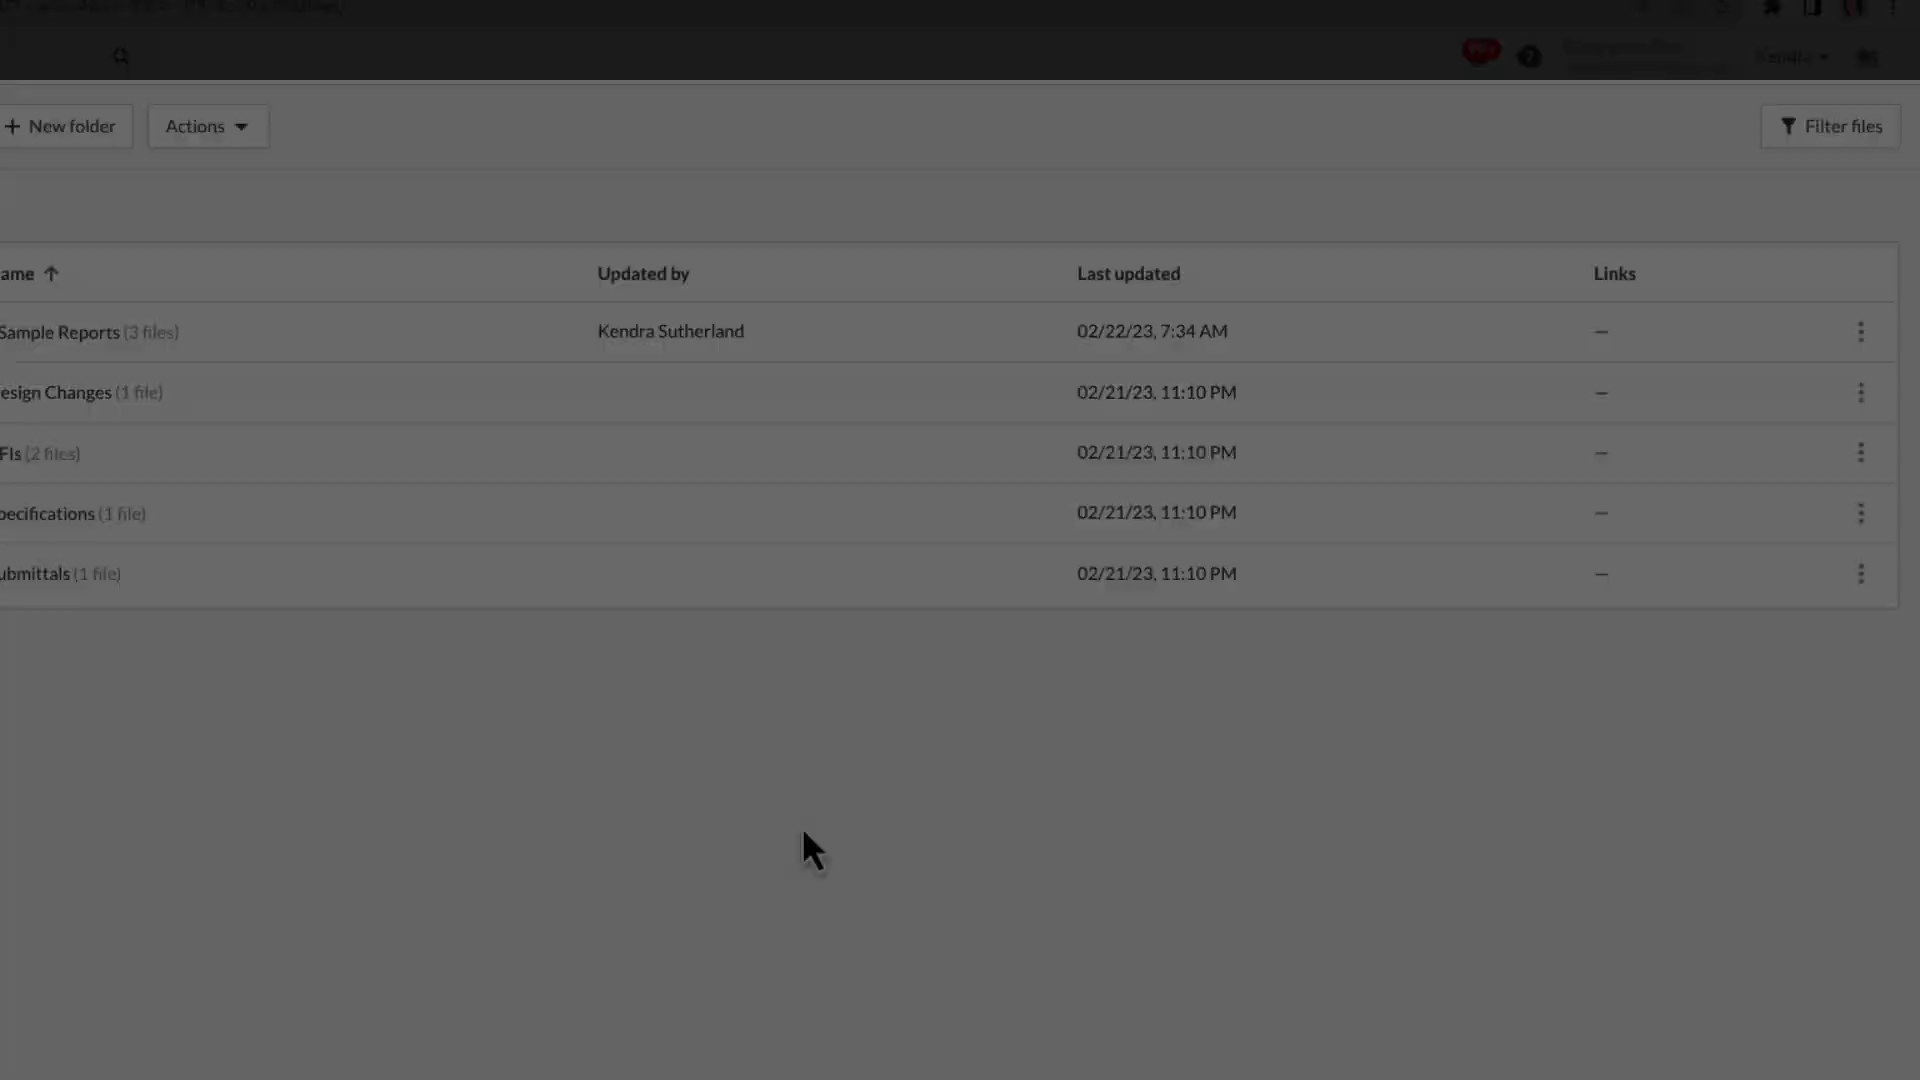 + New folder Actions Filter files
ame Updated by Last updated Links
Sample Reports (3 files) Kendra Sutherland 02/22/23, 7:34 AM —
esign Changes (1 file) 02/21/23, 11:10 PM —
FIs (2 files) 02/21/23, 11:10 PM —
pecifications (1 file) 02/21/23, 11:10 PM —
ubmittals (1 file) 02/21/23, 11:10 PM —